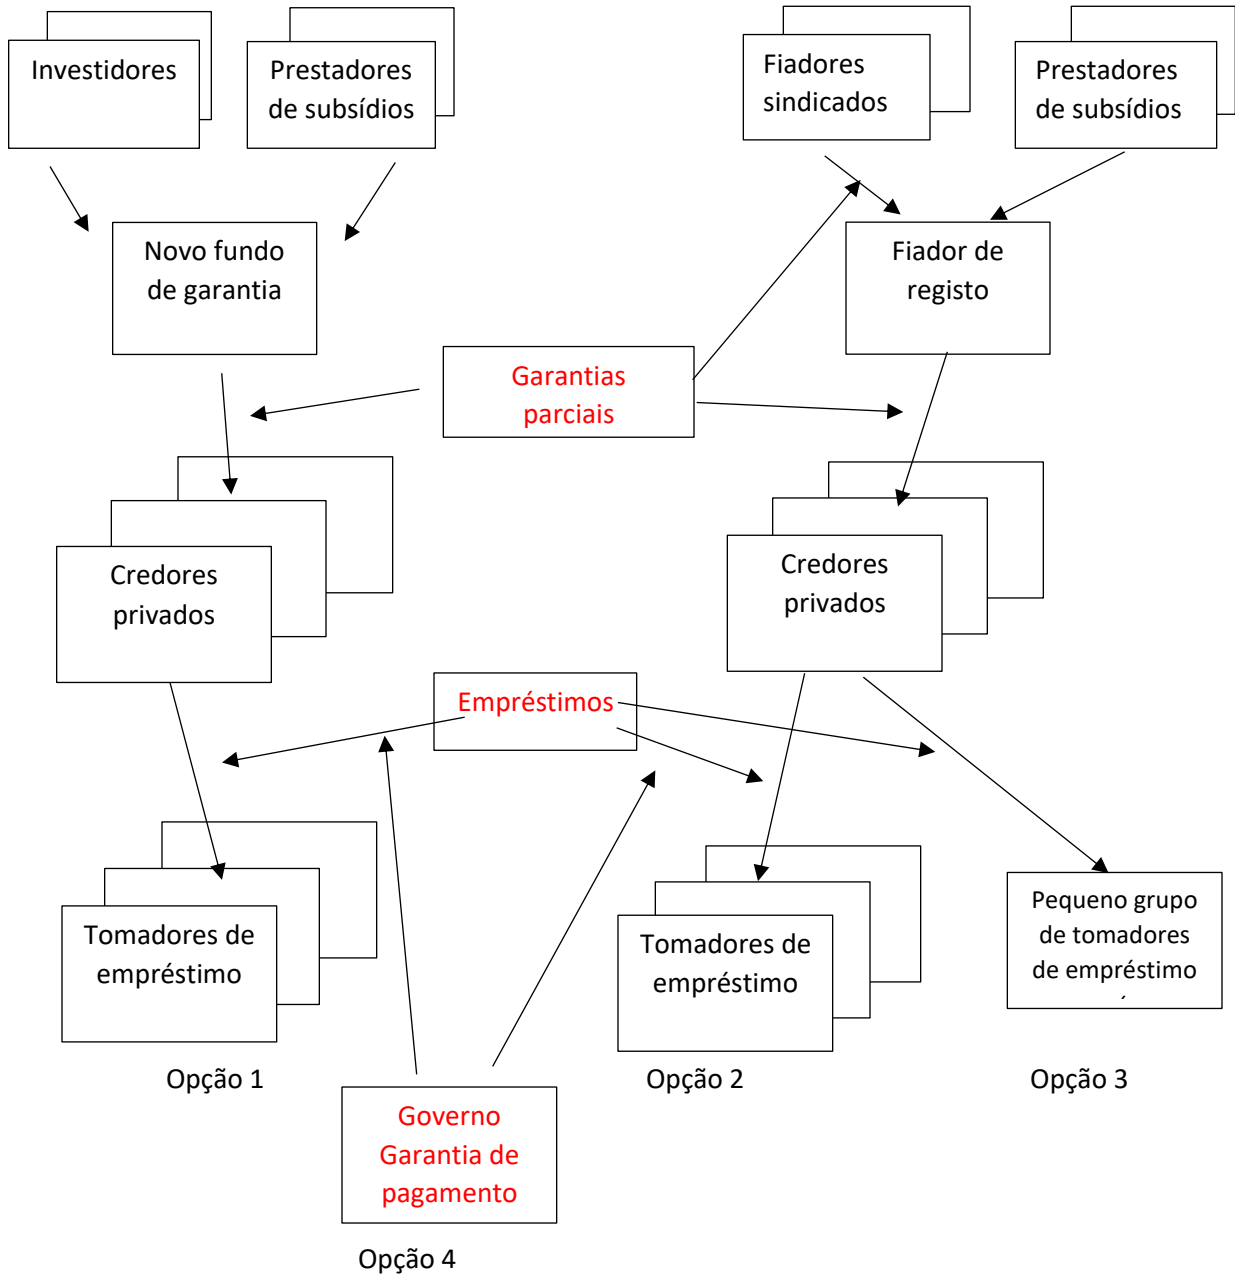 Investidores
Prestadores
de subsídios
Fiadores
sindicados
Prestadores
de subsídios
Novo fundo
de garantia
Fiador de
registo
Garantias
parciais
Credores
privados
Credores
privados
Empréstimos
Tomadores de
empréstimo
Tomadores de
empréstimo
Pequeno grupo
de tomadores
de empréstimo
Opção 1
Opção 2
Opção 3
Governo
Garantia de
pagamento
Opção 4